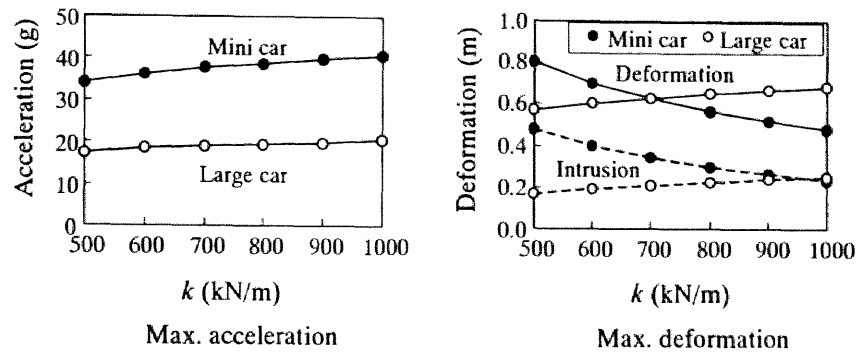 Acceleration (g)
50
40
30
20
10
0
Mini car
Large car
500 600 700 800 900 1000
k (kN/m)
Max. acceleration
Deformation (m)
1.0
0.8
0.6
0.4
0.2
0.0
Mini car Large car
Deformation
Intrusion
500 600 700 800 900 1000
k (kN/m)
Max. deformation